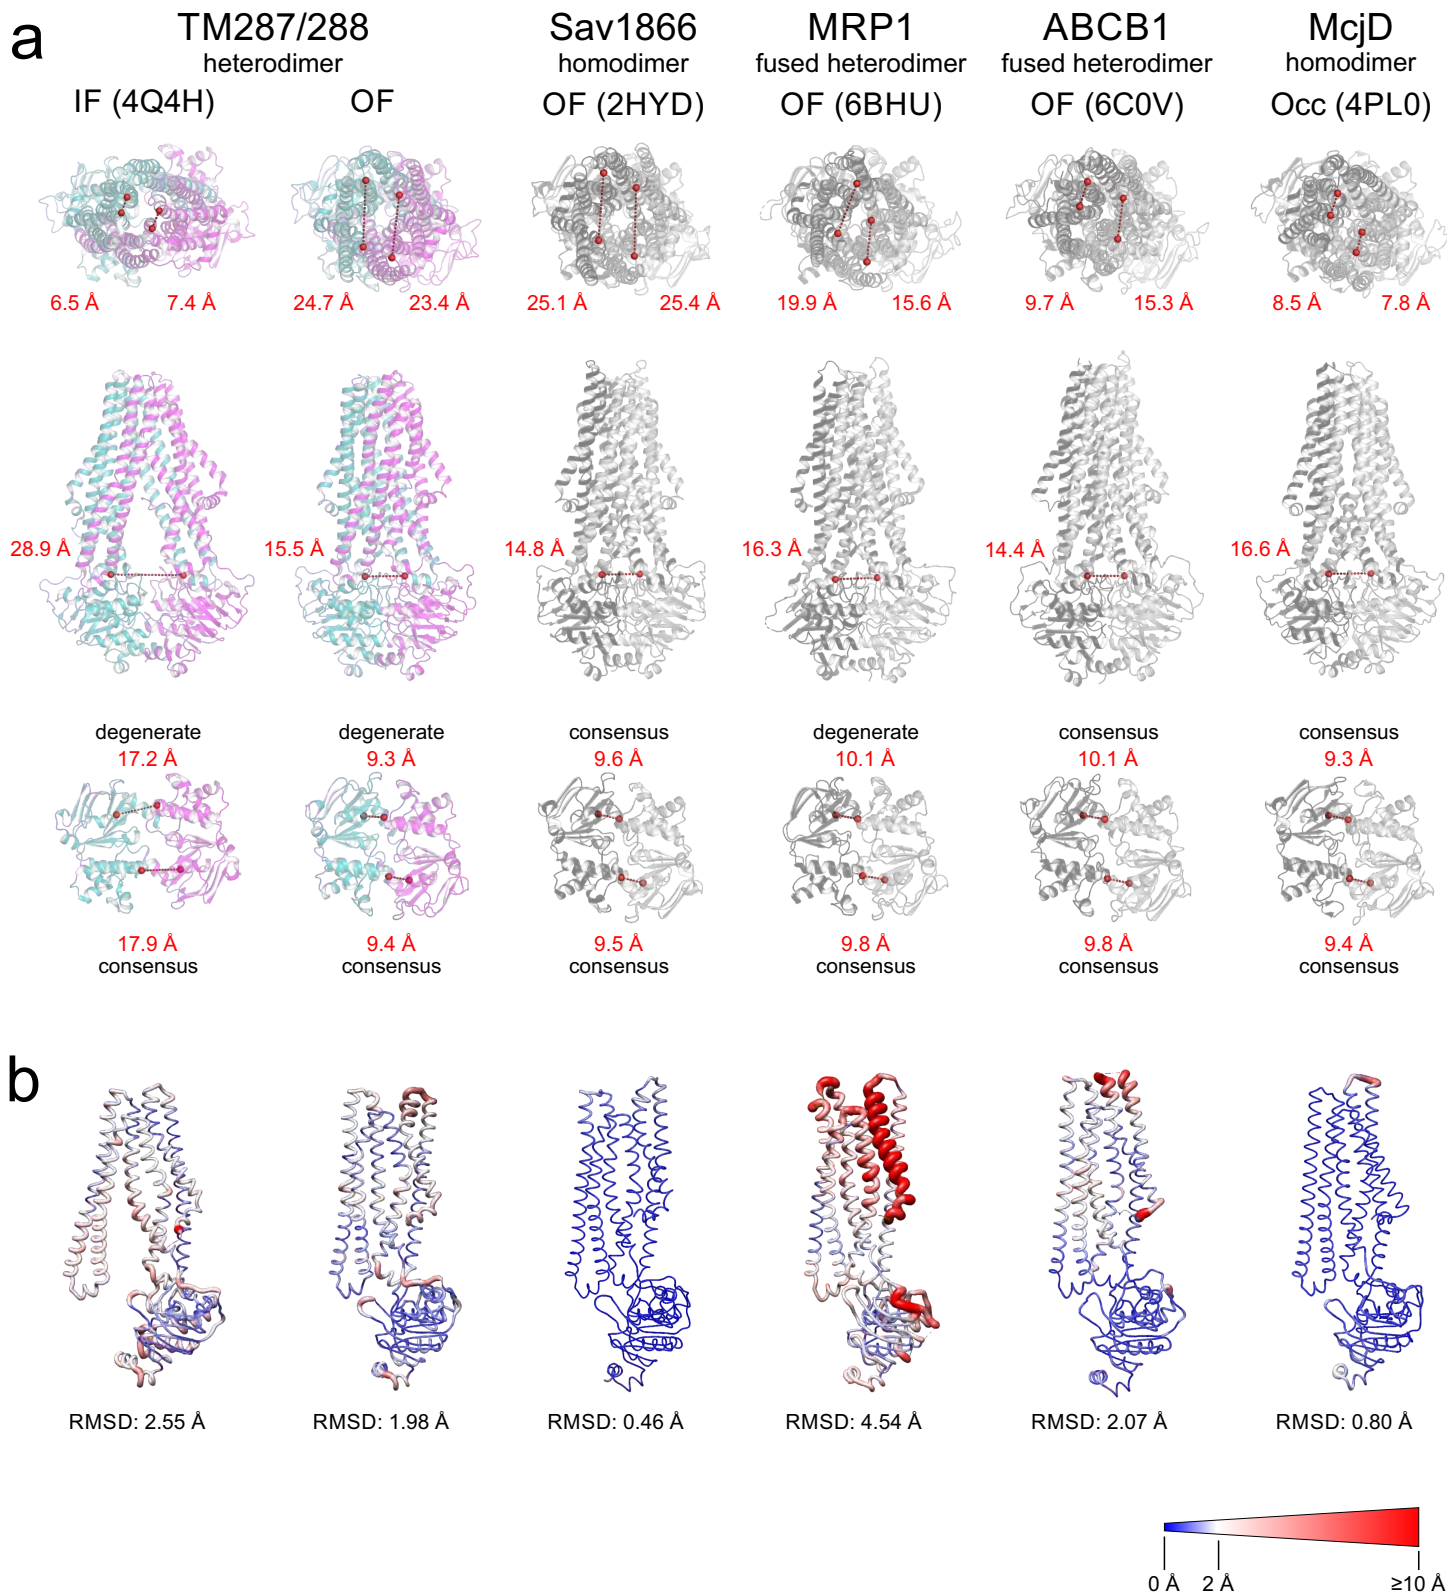 a
TM287/288 Sav1866 MRP1 ABCB1 McjD
heterodimer homodimer fused heterodimer fused heterodimer homodimer
IF (4Q4H) OF OF (2HYD) OF (6BHU) OF (6C0V) Occ (4PL0)
6.5 Å 7.4 Å 24.7 Å 23.4 Å 25.1 Å 25.4 Å 19.9 Å 15.6 Å 9.7 Å 15.3 Å 8.5 Å 7.8 Å
28.9 Å 15.5 Å 14.8 Å 16.3 Å 14.4 Å 16.6 Å
degenerate degenerate consensus degenerate consensus consensus
17.2 Å 9.3 Å 9.6 Å 10.1 Å 10.1 Å 9.3 Å
17.9 Å 9.4 Å 9.5 Å 9.8 Å 9.8 Å 9.4 Å
consensus consensus consensus consensus consensus consensus
b
RMSD: 2.55 Å RMSD: 1.98 Å RMSD: 0.46 Å RMSD: 4.54 Å RMSD: 2.07 Å RMSD: 0.80 Å
0 Å 2 Å ≥10 Å